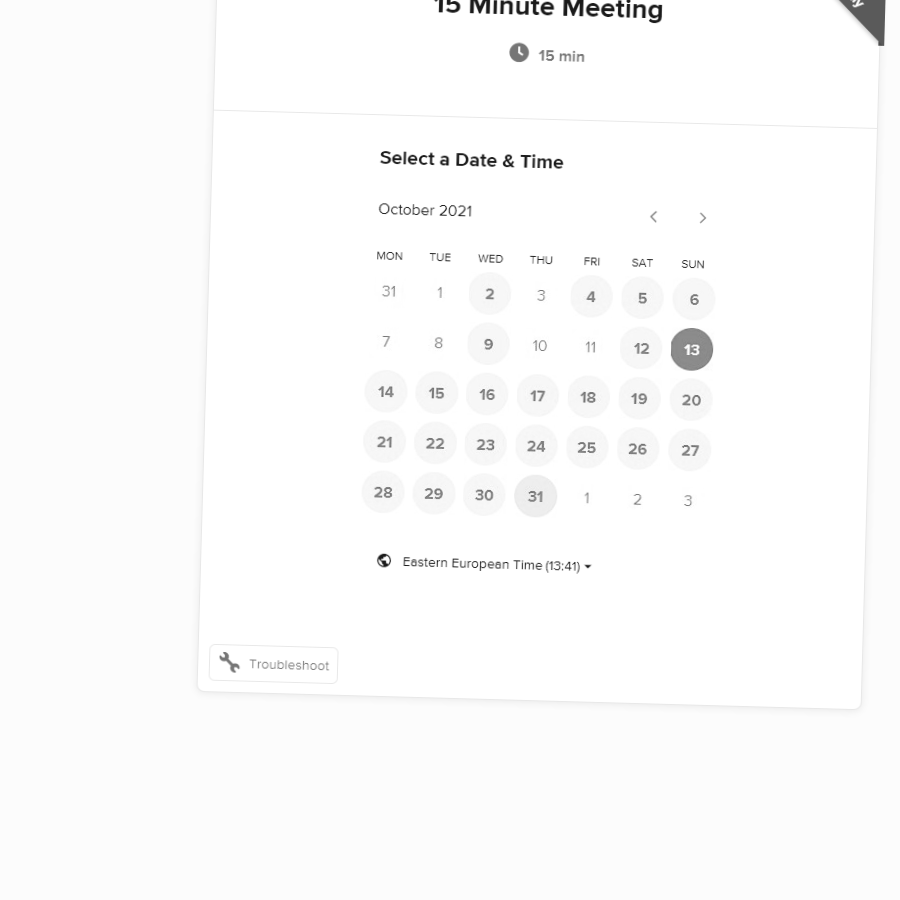 15 Minute Meeting
15 min
Select a Date & Time
October 2021
MON TUE WED THU FRI SAT SUN
31 1 2 3 4 5 6
7 8 9 10 11 12 13
14 15 16 17 18 19 20
21 22 23 24 25 26 27
28 29 30 31 1 2 3
Eastern European Time (13:41)
Troubleshoot